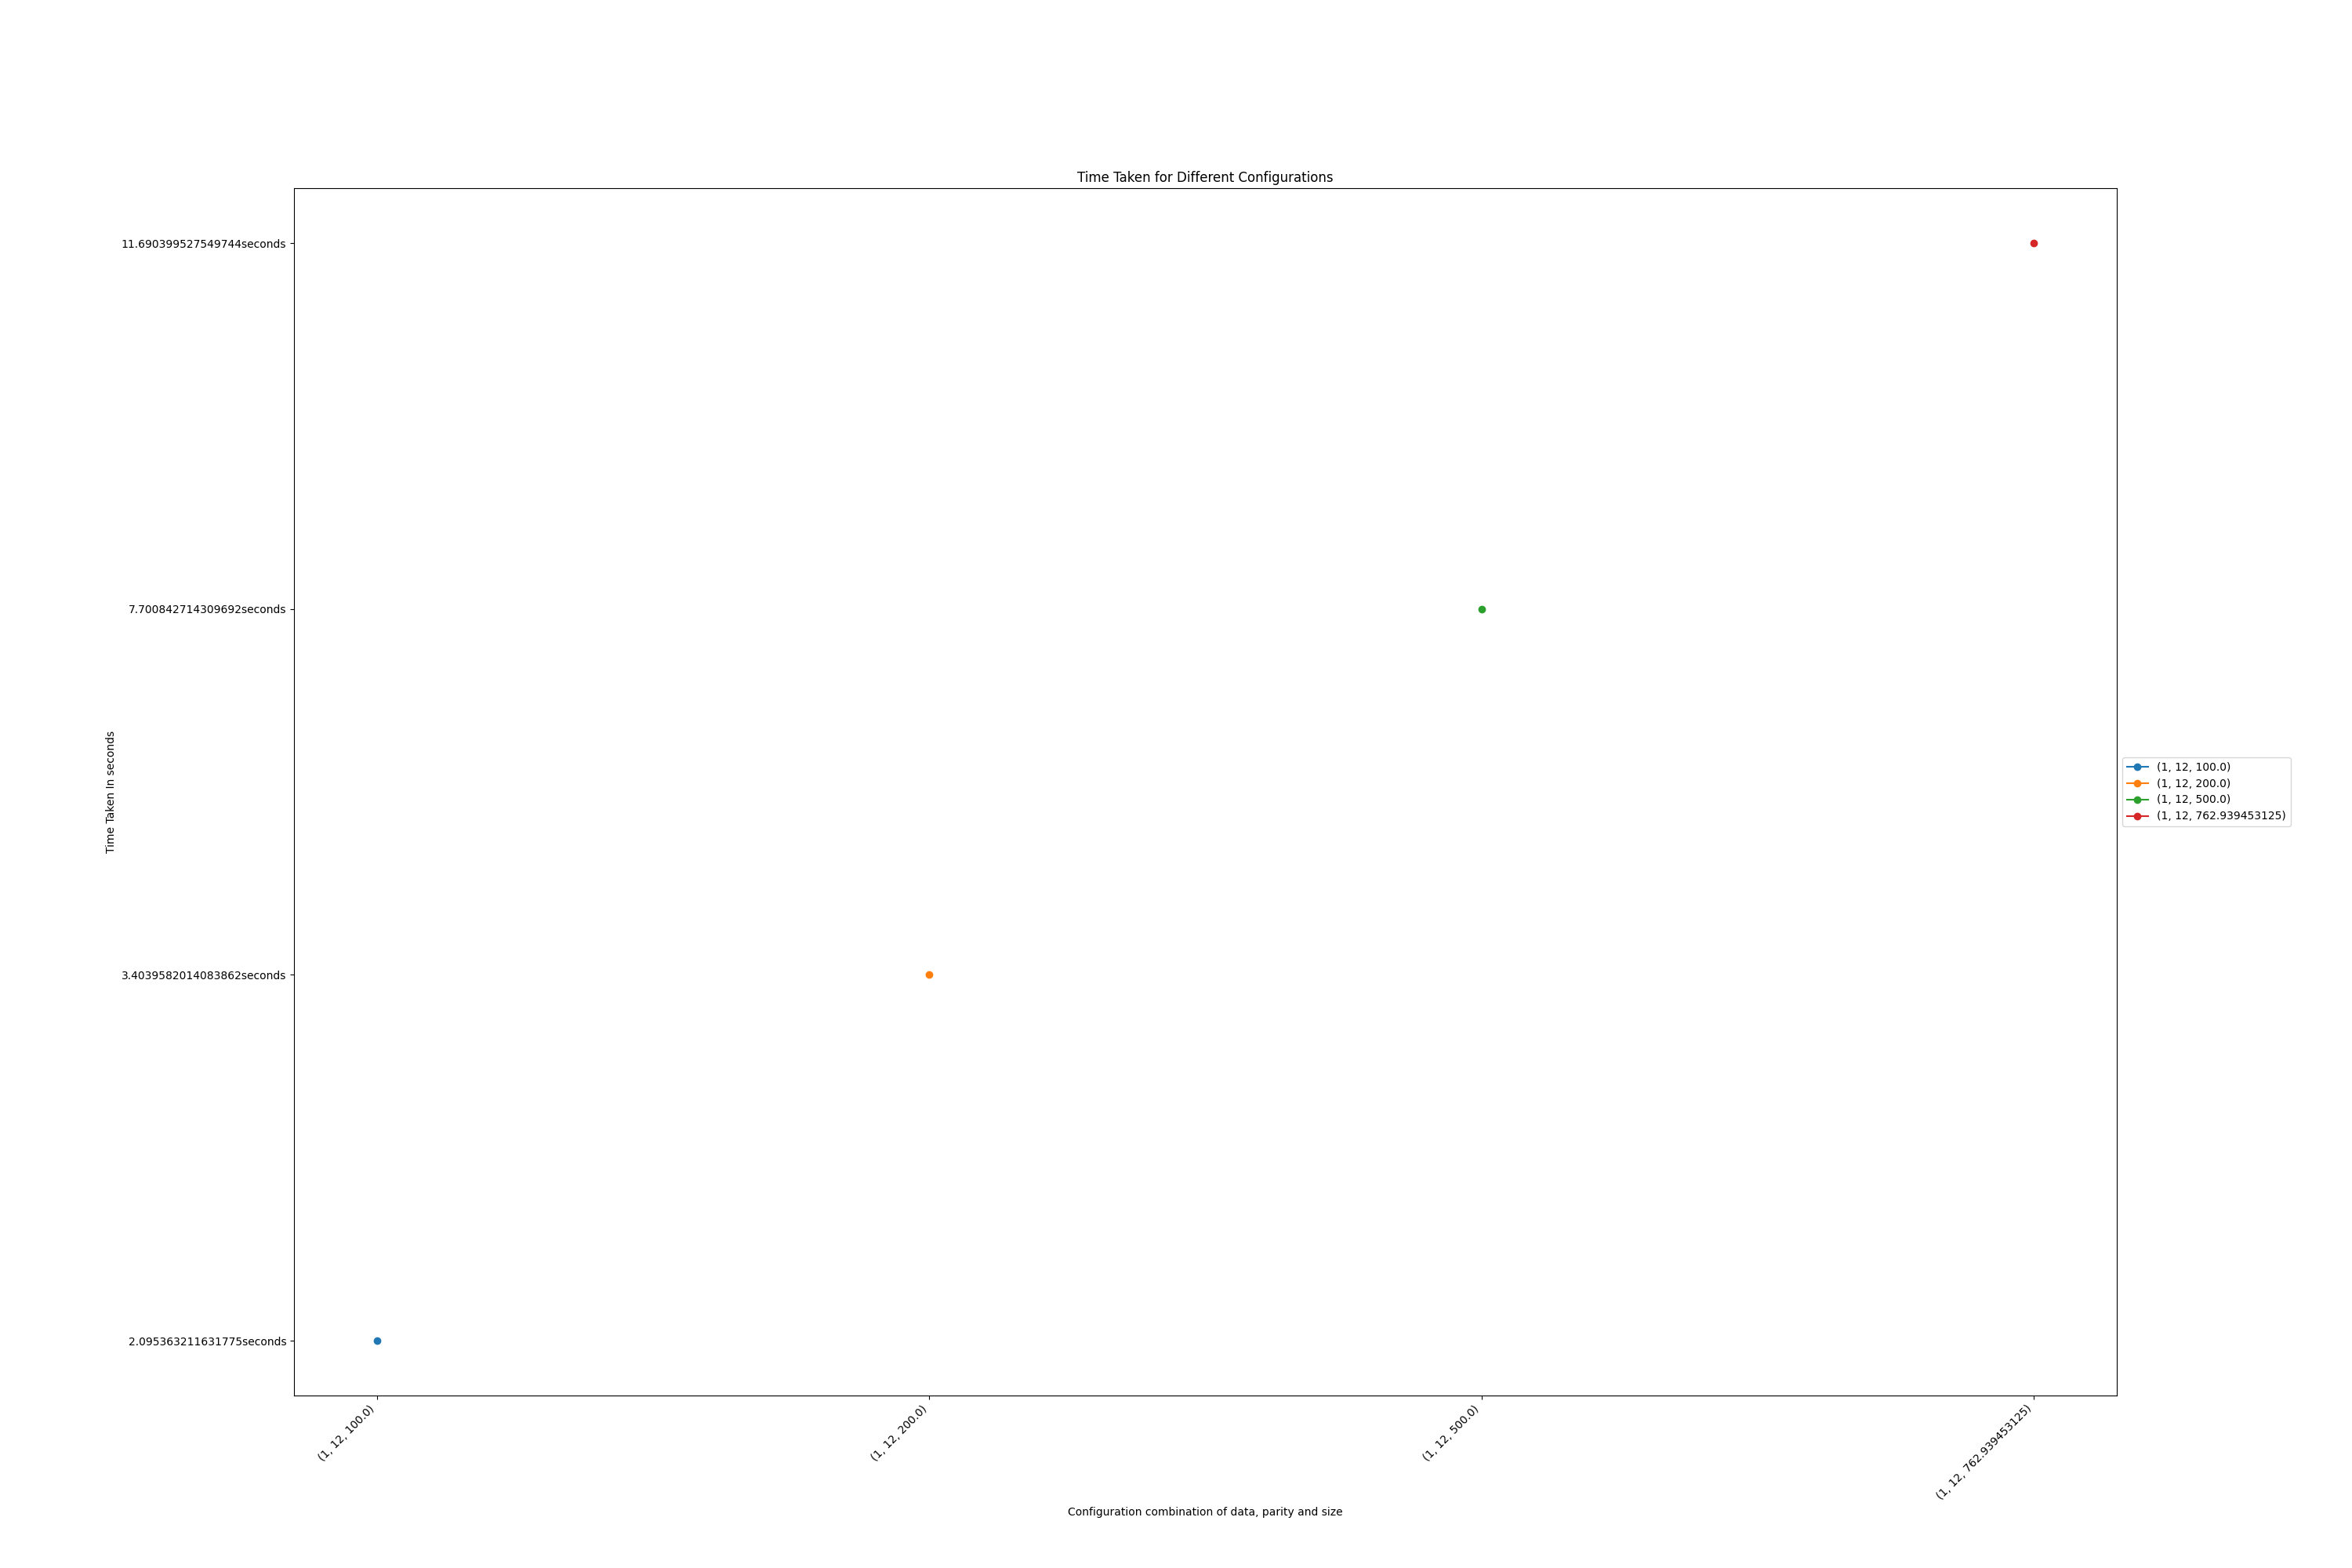 Time Taken for Different Configurations
11.690399527549744seconds
7.700842714309692seconds
3.4039582014083862seconds
2.095363211631775seconds
Time Taken In seconds
(1, 12, 100.0)
(1, 12, 200.0)
(1, 12, 500.0)
(1, 12, 762.939453125)
Configuration combination of data, parity and size
(1, 12, 100.0)
(1, 12, 200.0)
(1, 12, 500.0)
(1, 12, 762.939453125)